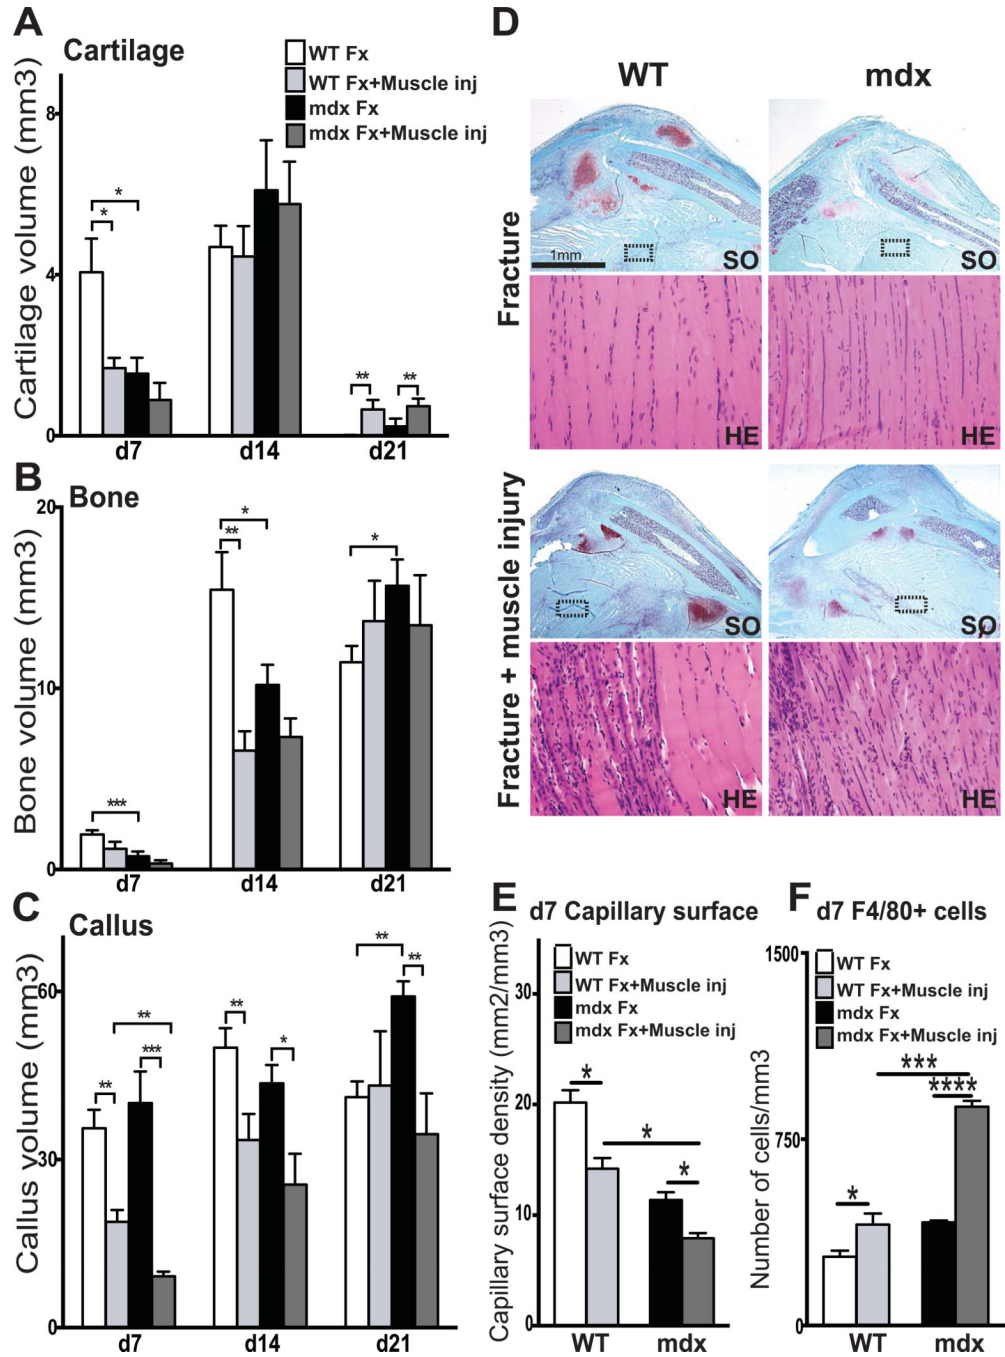 A
Cartilage
WT Fx
WT Fx+Muscle inj
mdx Fx
mdx Fx+Muscle inj
Cartilage volume (mm3)
8
4
0
*
*
**
**
d7
d14
d21
B
Bone
Bone volume (mm3)
20
10
0
***
*
**
*
d7
d14
d21
C
Callus
Callus volume (mm3)
60
30
0
**
**
***
**
*
**
**
d7
d14
d21
D
WT
mdx
Fracture
1mm
SO
SO
HE
HE
Fracture + muscle injury
SO
SO
HE
HE
E
d7 Capillary surface
WT Fx
WT Fx+Muscle inj
mdx Fx
mdx Fx+Muscle inj
Capillary surface density (mm2/mm3)
30
20
10
0
*
*
*
WT
mdx
F
d7 F4/80+ cells
WT Fx
WT Fx+Muscle inj
mdx Fx
mdx Fx+Muscle inj
Number of cells/mm3
1500
750
0
***
****
*
WT
mdx